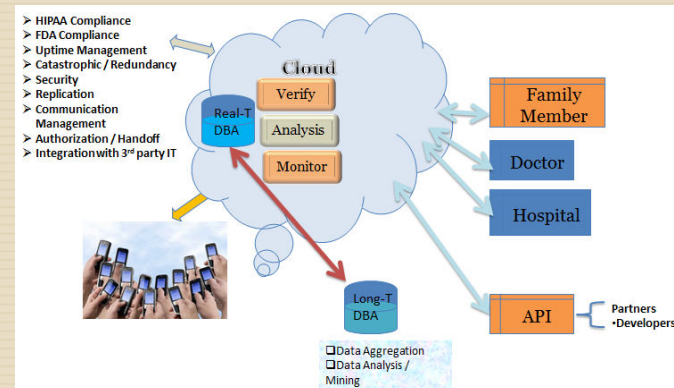 ➢ HIPAA Compliance
➢ FDA Compliance
➢ Uptime Management
➢ Catastrophic / Redundancy
➢ Security
➢ Replication
➢ Communication
Management
➢ Authorization / Handoff
➢ Integration with 3rd party IT
Cloud
Real-T
DBA
Verify
Analysis
Monitor
Family
Member
Doctor
Hospital
API
Partners
•Developers
Long-T
DBA
❑Data Aggregation
❑Data Analysis /
Mining